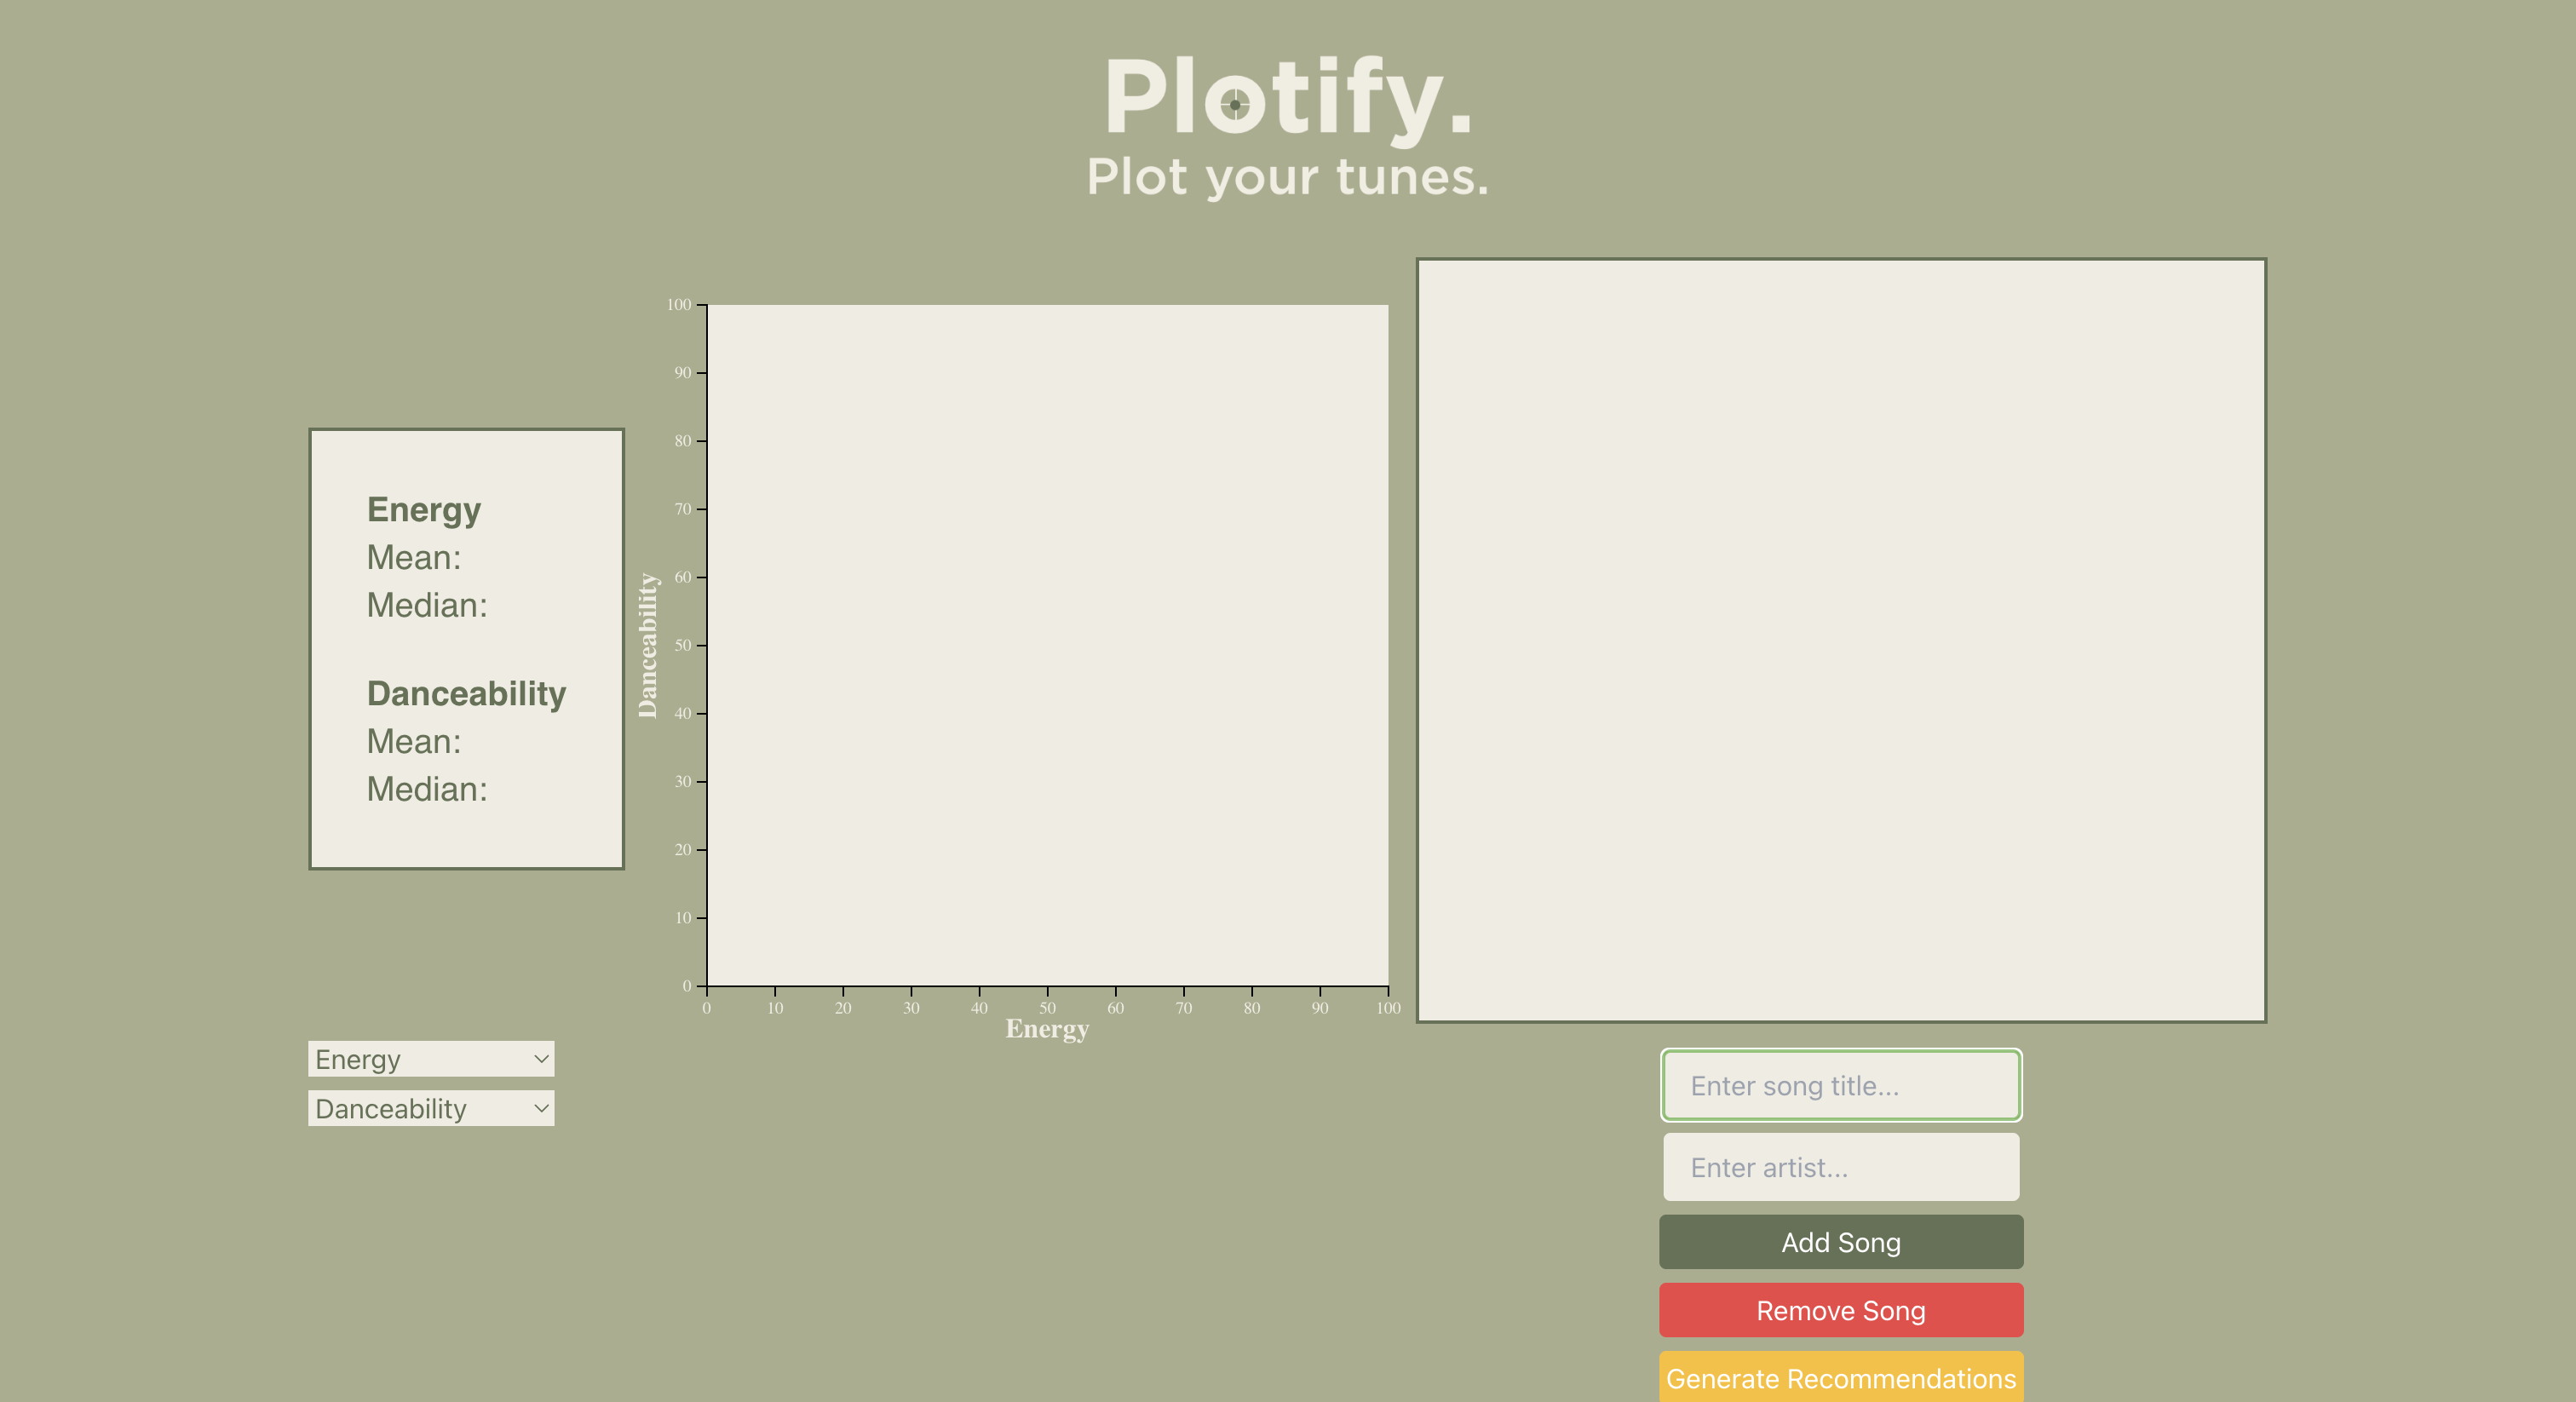 Plotify.
Plot your tunes.
Energy
Mean:
Median:
Danceability
Mean:
Median:
Danceability
100
90
80
70
60
50
40
30
20
10
0
0 10 20 30 40 50 60 70 80 90 100
Energy
Energy
Danceability
Enter song title...
Enter artist...
Add Song
Remove Song
Generate Recommendations